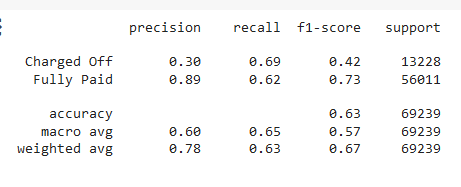 precision recall f1-score support
Charged Off 0.30 0.69 0.42 13228
Fully Paid 0.89 0.62 0.73 56011
accuracy 0.63 69239
macro avg 0.60 0.65 0.57 69239
weighted avg 0.78 0.63 0.67 69239